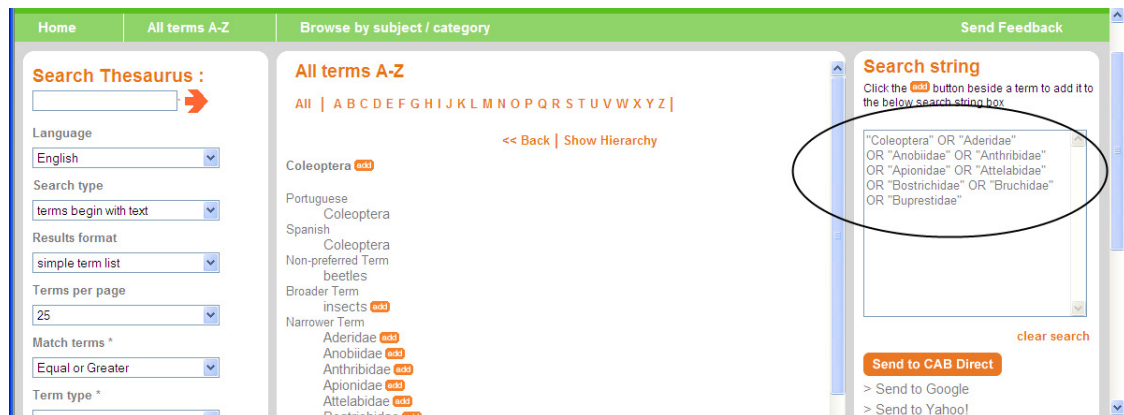 Home All terms A-Z Browse by subject / category Send Feedback
Search Thesaurus :
Language
English
Search type
terms begin with text
Results format
simple term list
Terms per page
25
Match terms *
Equal or Greater
Term type *
All terms A-Z
All | A B C D E F G H I J K L M N O P Q R S T U V W X Y Z |
<< Back | Show Hierarchy
Coleoptera add
Portuguese
Coleoptera
Spanish
Coleoptera
Non-preferred Term
beetles
Broader Term
insects add
Narrower Term
Aderidae add
Anobiidae add
Anthribidae add
Apionidae add
Attelabidae add
Bostrichidae add
Search string
Click the add button beside a term to add it to
the below search string box
"Coleoptera" OR "Aderidae"
OR "Anobiidae" OR "Anthribidae"
OR "Apionidae" OR "Attelabidae"
OR "Bostrichidae" OR "Bruchidae"
OR "Buprestidae"
clear search
Send to CAB Direct
> Send to Google
> Send to Yahoo!